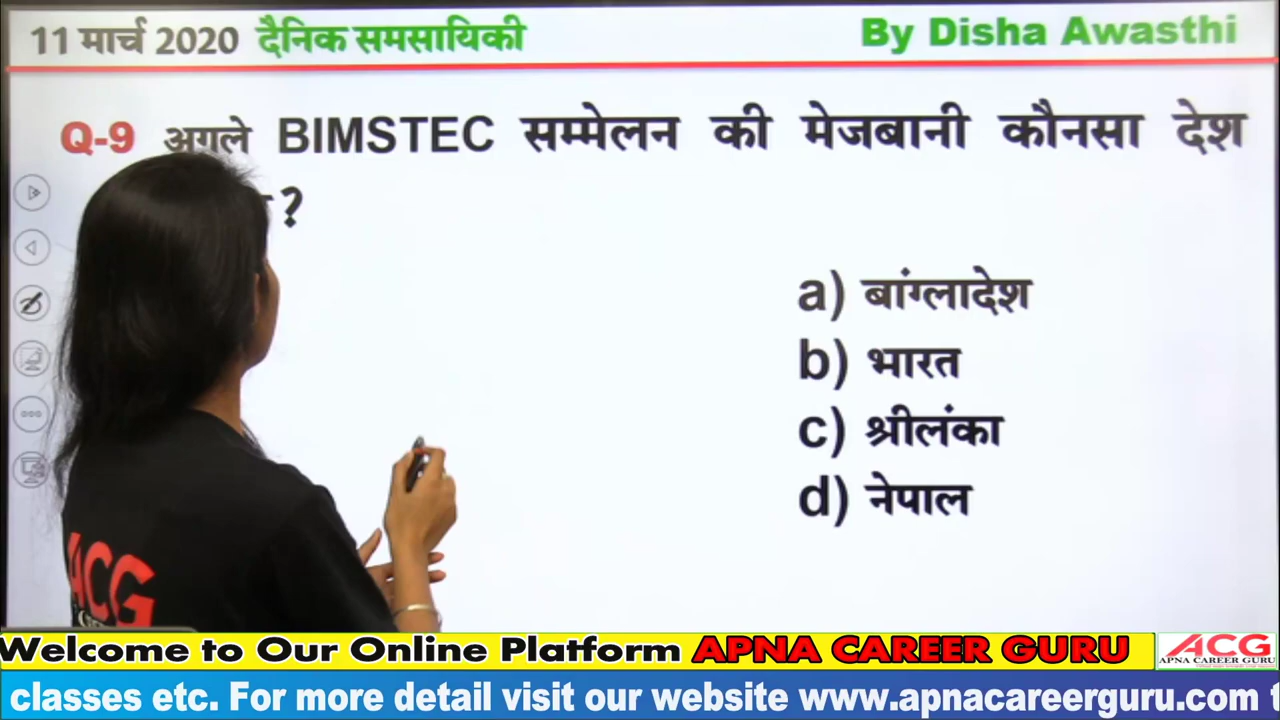 11 मार्च 2020 दैनिक समसायिकी By Disha Awasthi
Q-9 अगले BIMSTEC सम्मेलन की मेजबानी कौनसा देश
?
a) बांग्लादेश
b) भारत
c) श्रीलंका
d) नेपाल
ACG
Welcome to Our Online Platform APNA CAREER GURU
ACG
APNA CAREER GURU
classes etc. For more detail visit our website www.apnacareerguru.com